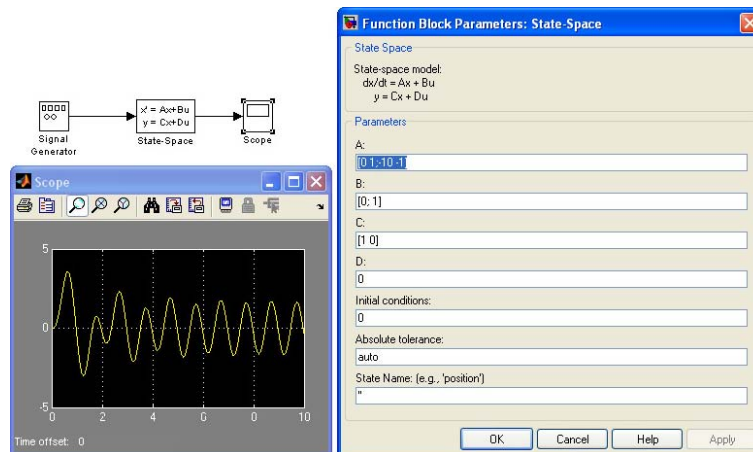 x' = Ax+Bu
y = Cx+Du
Signal
Generator
State-Space
Scope
Scope
5
0
-5
0
2
4
6
8
10
Time offset: 0
Function Block Parameters: State-Space
State Space
State-space model:
dx/dt = Ax + Bu
y = Cx + Du
Parameters
A:
[0 1;-10 -1]
B:
[0; 1]
C:
[1 0]
D:
0
Initial conditions:
0
Absolute tolerance:
auto
State Name: (e.g., 'position')
''
OK
Cancel
Help
Apply